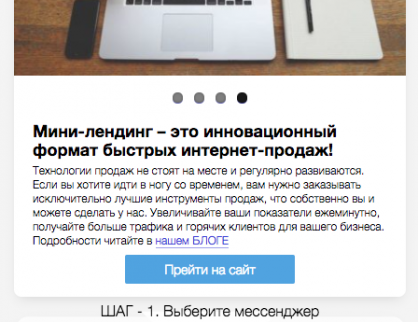 Мини-лендинг – это инновационный
формат быстрых интернет-продаж!
Технологии продаж не стоят на месте и регулярно развиваются.
Если вы хотите идти в ногу со временем, вам нужно заказывать
исключительно лучшие инструменты продаж, что собственно вы и
можете сделать у нас. Увеличивайте ваши показатели ежеминутно,
получайте больше трафика и горячих клиентов для вашего бизнеса.
Подробности читайте в нашем БЛОГЕ
Прейти на сайт
ШАГ - 1. Выберите мессенджер